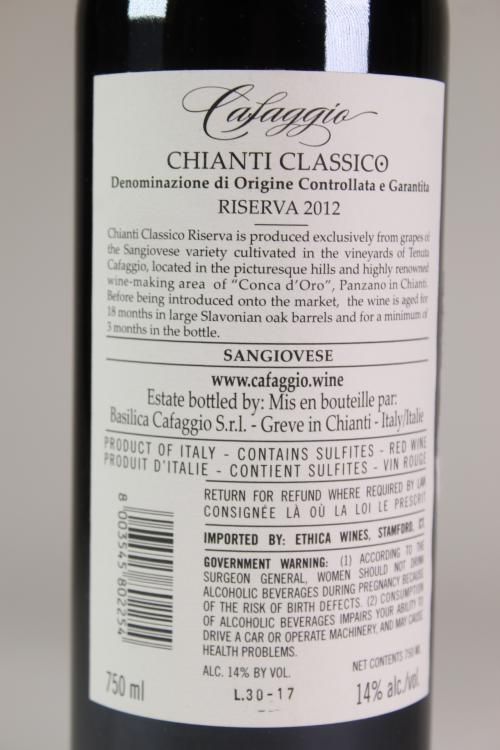 Cafaggio
CHIANTI CLASSICO
Denominazione di Origine Controllata e Garantita
RISERVA 2012
Chianti Classico Riserva is produced exclusively from grapes of
the Sangiovese variety cultivated in the vineyards of Tenuta
Cafaggio, located in the picturesque hills and highly renowned
wine-making area of "Conca d'Oro", Panzano in Chianti.
Before being introduced onto the market, the wine is aged for
18 months in large Slavonian oak barrels and for a minimum of
3 months in the bottle.
SANGIOVESE
www.cafaggio.wine
Estate bottled by: Mis en bouteille par:
Basilica Cafaggio S.r.l. - Greve in Chianti - Italy/Italie
PRODUCT OF ITALY - CONTAINS SULFITES - RED WINE
PRODUIT D'ITALIE - CONTIENT SULFITES - VIN ROUGE
RETURN FOR REFUND WHERE REQUIRED BY LAW
CONSIGNÉE LÀ OÙ LA LOI LE PRESCRIT
IMPORTED BY: ETHICA WINES, STAMFORD, CT
GOVERNMENT WARNING: (1) ACCORDING TO THE
SURGEON GENERAL, WOMEN SHOULD NOT DRINK
ALCOHOLIC BEVERAGES DURING PREGNANCY BECAUSE
OF THE RISK OF BIRTH DEFECTS. (2) CONSUMPTION
OF ALCOHOLIC BEVERAGES IMPAIRS YOUR ABILITY TO
DRIVE A CAR OR OPERATE MACHINERY, AND MAY CAUSE
HEALTH PROBLEMS.
ALC. 14% BY VOL. NET CONTENTS 750 ML
8 003545 802254
750 ml L.30-17 14% alc./vol.